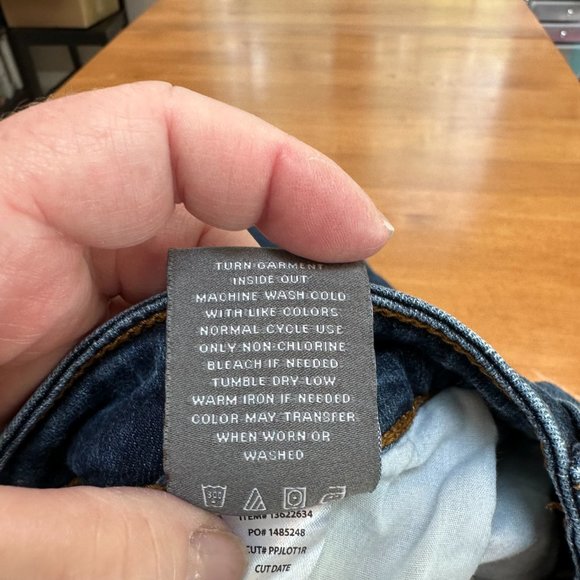 TURN GARMENT
INSIDE OUT
MACHINE WASH COLD
WITH LIKE COLORS
NORMAL CYCLE USE
ONLY NON-CHLORINE
BLEACH IF NEEDED
TUMBLE DRY LOW
WARM IRON IF NEEDED
COLOR MAY TRANSFER
WHEN WORN OR
WASHED
ITEM# 13622634
PO# 1485248
CUT# PPJLOT1R
CUT DATE